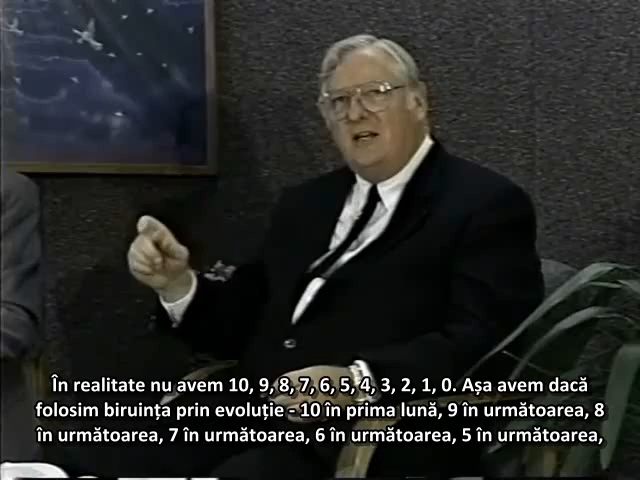 În realitate nu avem 10, 9, 8, 7, 6, 5, 4, 3, 2, 1, 0. Așa avem dacă
folosim biruința prin evoluție - 10 în prima lună, 9 în următoarea, 8
în următoarea, 7 în următoarea, 6 în următoarea, 5 în următoarea,